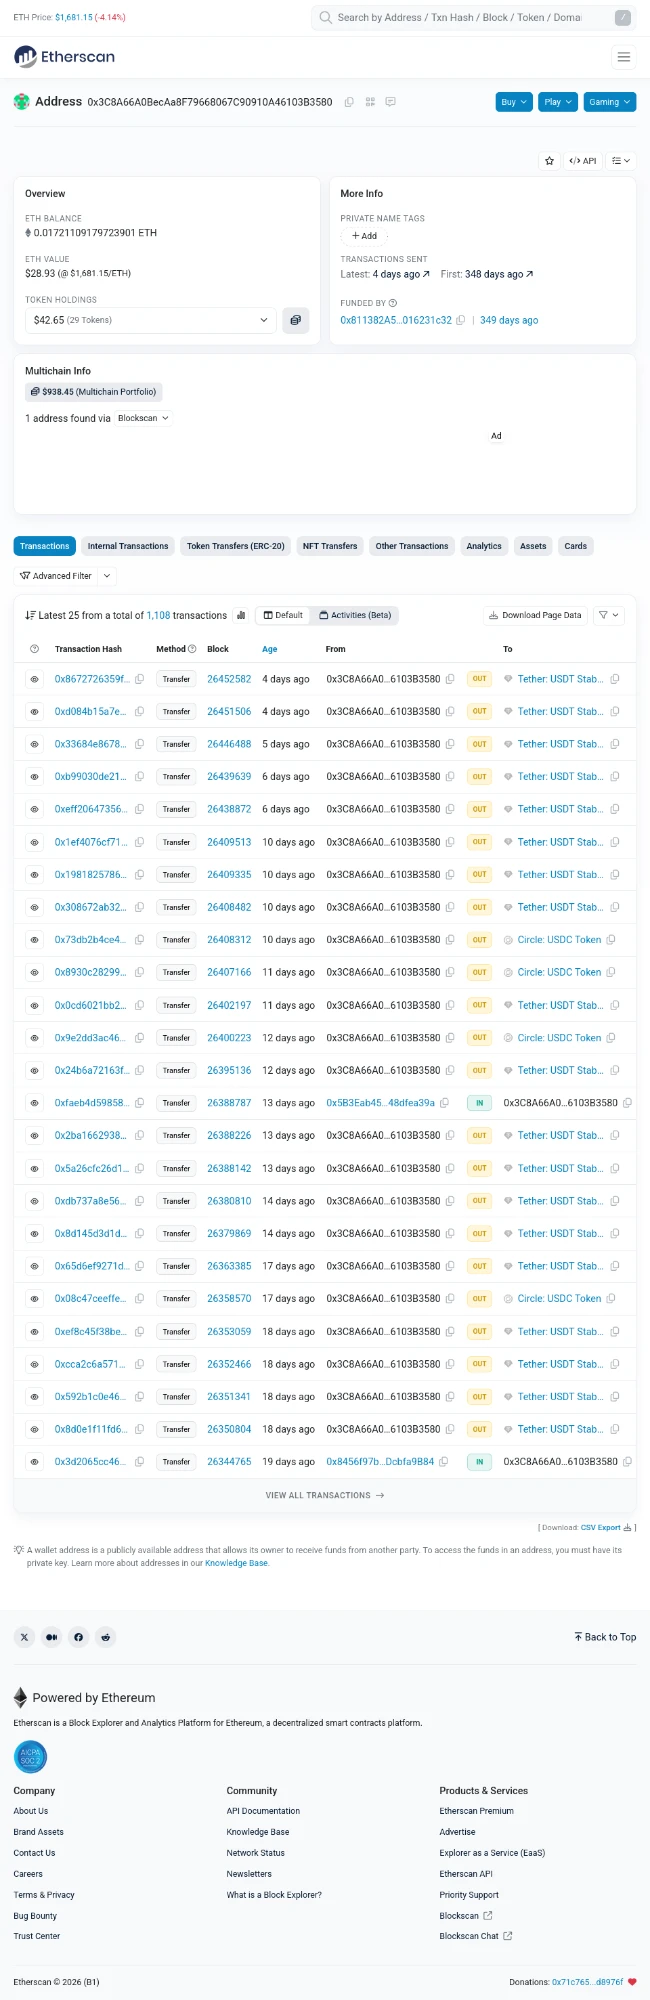 ETH Price: $1,681.15 (-4.14%)
Search by Address / Txn Hash / Block / Token / Domai
/
Etherscan
Address 0x3C8A66A0BecAa8F79668067C90910A46103B3580
Buy Play Gaming
API
Overview
ETH BALANCE
0.01721109179723901 ETH
ETH VALUE
$28.93 (@ $1,681.15/ETH)
TOKEN HOLDINGS
$42.65 (29 Tokens)
More Info
PRIVATE NAME TAGS
+ Add
TRANSACTIONS SENT
Latest: 4 days ago First: 348 days ago
FUNDED BY
0x811382A5...016231c32 | 349 days ago
Multichain Info
$938.45 (Multichain Portfolio)
1 address found via Blockscan
Ad
Transactions Internal Transactions Token Transfers (ERC-20) NFT Transfers Other Transactions Analytics Assets Cards
Advanced Filter
Latest 25 from a total of 1,108 transactions Default Activities (Beta) Download Page Data
Transaction Hash Method Block Age From To
0x8672726359f... Transfer 26452582 4 days ago 0x3C8A66A0...6103B3580 OUT Tether: USDT Stab...
0xd084b15a7e... Transfer 26451506 4 days ago 0x3C8A66A0...6103B3580 OUT Tether: USDT Stab...
0x33684e8678... Transfer 26446488 5 days ago 0x3C8A66A0...6103B3580 OUT Tether: USDT Stab...
0xb99030de21... Transfer 26439639 6 days ago 0x3C8A66A0...6103B3580 OUT Tether: USDT Stab...
0xeff20647356... Transfer 26438872 6 days ago 0x3C8A66A0...6103B3580 OUT Tether: USDT Stab...
0x1ef4076cf71... Transfer 26409513 10 days ago 0x3C8A66A0...6103B3580 OUT Tether: USDT Stab...
0x1981825786... Transfer 26409335 10 days ago 0x3C8A66A0...6103B3580 OUT Tether: USDT Stab...
0x308672ab32... Transfer 26408482 10 days ago 0x3C8A66A0...6103B3580 OUT Tether: USDT Stab...
0x73db2b4ce4... Transfer 26408312 10 days ago 0x3C8A66A0...6103B3580 OUT Circle: USDC Token
0x8930c28299... Transfer 26407166 11 days ago 0x3C8A66A0...6103B3580 OUT Circle: USDC Token
0x0cd6021bb2... Transfer 26402197 11 days ago 0x3C8A66A0...6103B3580 OUT Tether: USDT Stab...
0x9e2dd3ac46... Transfer 26400223 12 days ago 0x3C8A66A0...6103B3580 OUT Circle: USDC Token
0x24b6a72163f... Transfer 26395136 12 days ago 0x3C8A66A0...6103B3580 OUT Tether: USDT Stab...
0xfaeb4d59858... Transfer 26388787 13 days ago 0x5B3Eab45...48dfea39a IN 0x3C8A66A0...6103B3580
0x2ba1662938... Transfer 26388226 13 days ago 0x3C8A66A0...6103B3580 OUT Tether: USDT Stab...
0x5a26cfc26d1... Transfer 26388142 13 days ago 0x3C8A66A0...6103B3580 OUT Tether: USDT Stab...
0xdb737a8e56... Transfer 26380810 14 days ago 0x3C8A66A0...6103B3580 OUT Tether: USDT Stab...
0x8d145d3d1d... Transfer 26379869 14 days ago 0x3C8A66A0...6103B3580 OUT Tether: USDT Stab...
0x65d6ef9271d... Transfer 26363385 17 days ago 0x3C8A66A0...6103B3580 OUT Tether: USDT Stab...
0x08c47ceeffe... Transfer 26358570 17 days ago 0x3C8A66A0...6103B3580 OUT Circle: USDC Token
0xef8c45f38be... Transfer 26353059 18 days ago 0x3C8A66A0...6103B3580 OUT Tether: USDT Stab...
0xcca2c6a571... Transfer 26352466 18 days ago 0x3C8A66A0...6103B3580 OUT Tether: USDT Stab...
0x592b1c0e46... Transfer 26351341 18 days ago 0x3C8A66A0...6103B3580 OUT Tether: USDT Stab...
0x8d0e1f11fd6... Transfer 26350804 18 days ago 0x3C8A66A0...6103B3580 OUT Tether: USDT Stab...
0x3d2065cc46... Transfer 26344765 19 days ago 0x8456f97b...Dcbfa9B84 IN 0x3C8A66A0...6103B3580
VIEW ALL TRANSACTIONS →
[ Download: CSV Export ]
A wallet address is a publicly available address that allows its owner to receive funds from another party. To access the funds in an address, you must have its
private key. Learn more about addresses in our Knowledge Base.
Back to Top
Powered by Ethereum
Etherscan is a Block Explorer and Analytics Platform for Ethereum, a decentralized smart contracts platform.
AICPA
SOC 2
Company
About Us
Brand Assets
Contact Us
Careers
Terms & Privacy
Bug Bounty
Trust Center
Community
API Documentation
Knowledge Base
Network Status
Newsletters
What is a Block Explorer?
Products & Services
Etherscan Premium
Advertise
Explorer as a Service (EaaS)
Etherscan API
Priority Support
Blockscan
Blockscan Chat
Etherscan © 2026 (B1)
Donations: 0x71c765...d8976f